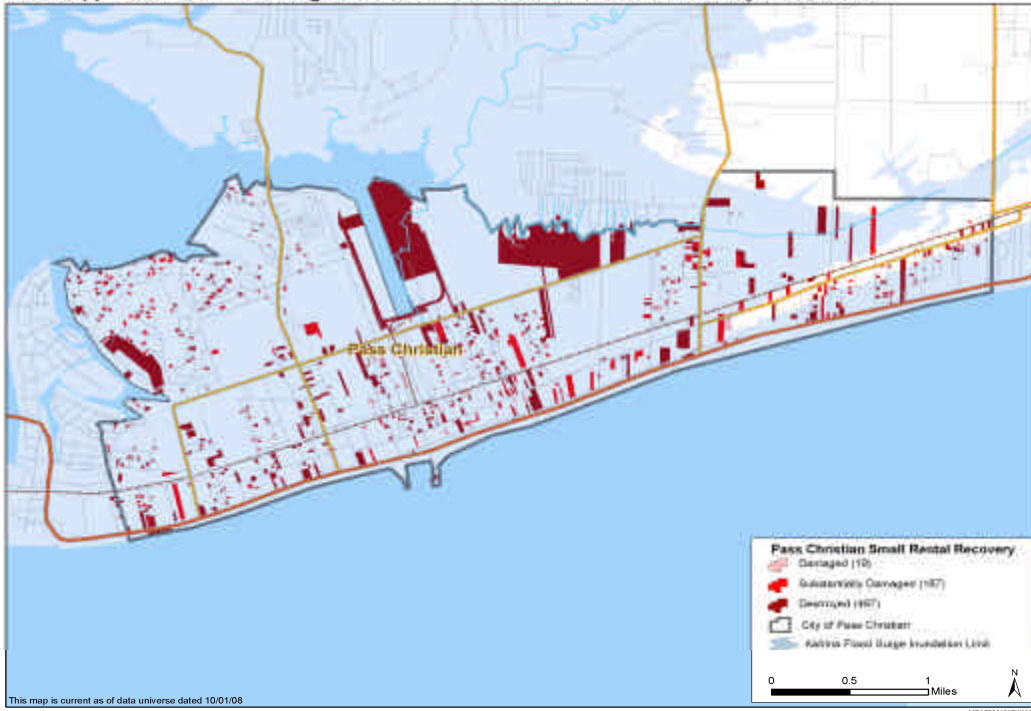 Pass Christian
Pass Christian Small Rental Recovery
Damaged (19)
Substantially Damaged (187)
Destroyed
City of Pass Christian
Katrina Flood Surge Inundation Limit
0 0.5 1
Miles
N
This map is current as of data universe dated 10/01/08